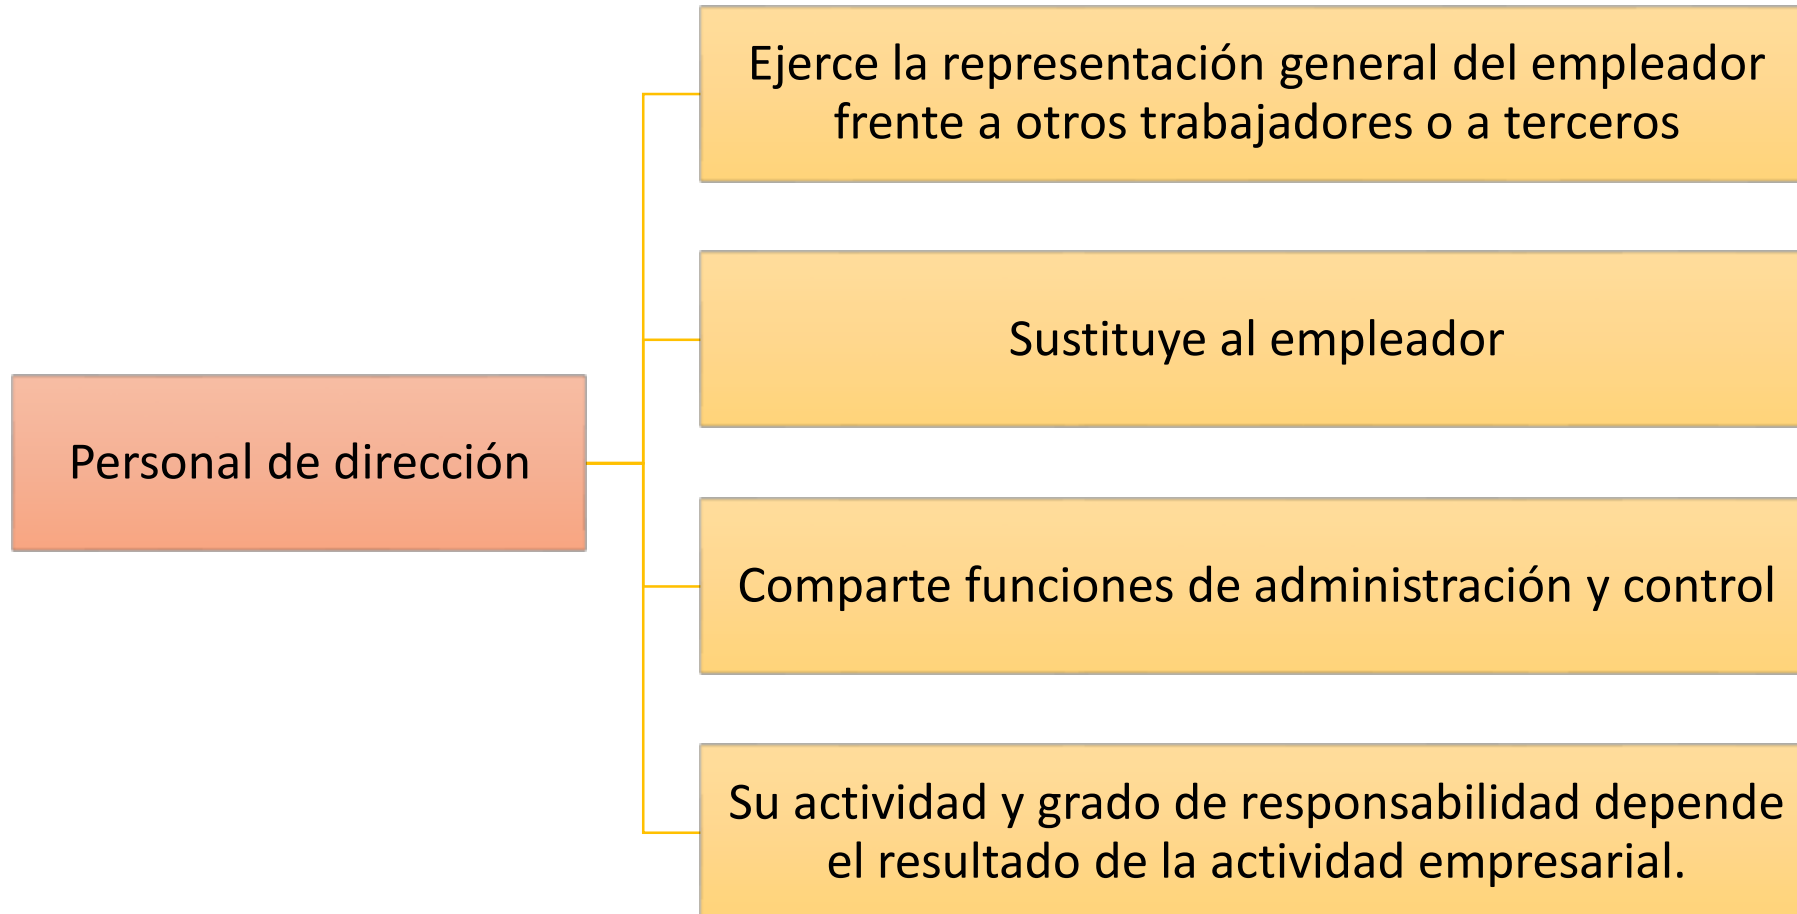 Ejerce la representación general del empleador
frente a otros trabajadores o a terceros
Sustituye al empleador
Personal de dirección
Comparte funciones de administración y control
Su actividad y grado de responsabilidad depende
el resultado de la actividad empresarial.